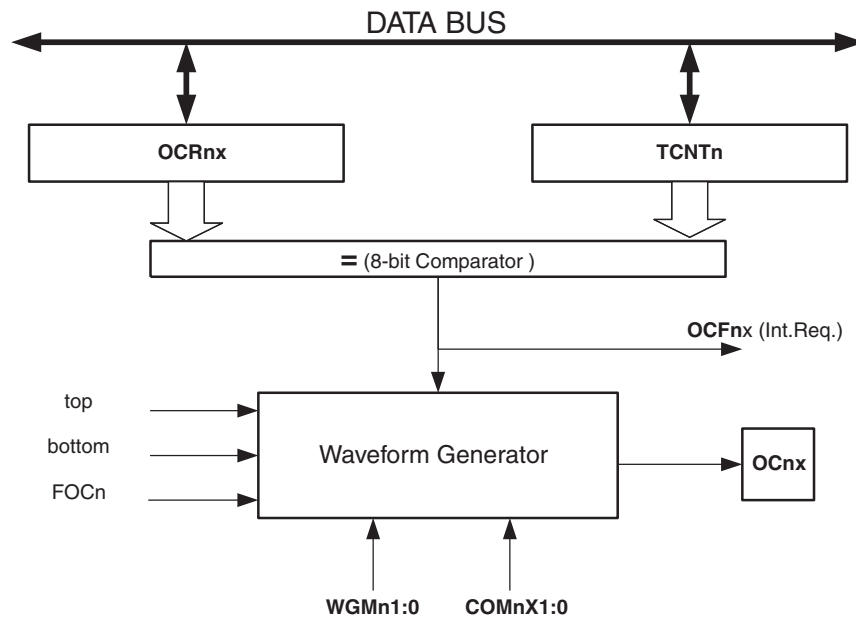 DATA BUS
OCRnx
TCNTn
= (8-bit Comparator )
OCFnx (Int.Req.)
top
bottom
FOCn
Waveform Generator
OCnx
WGMn1:0
COMnX1:0